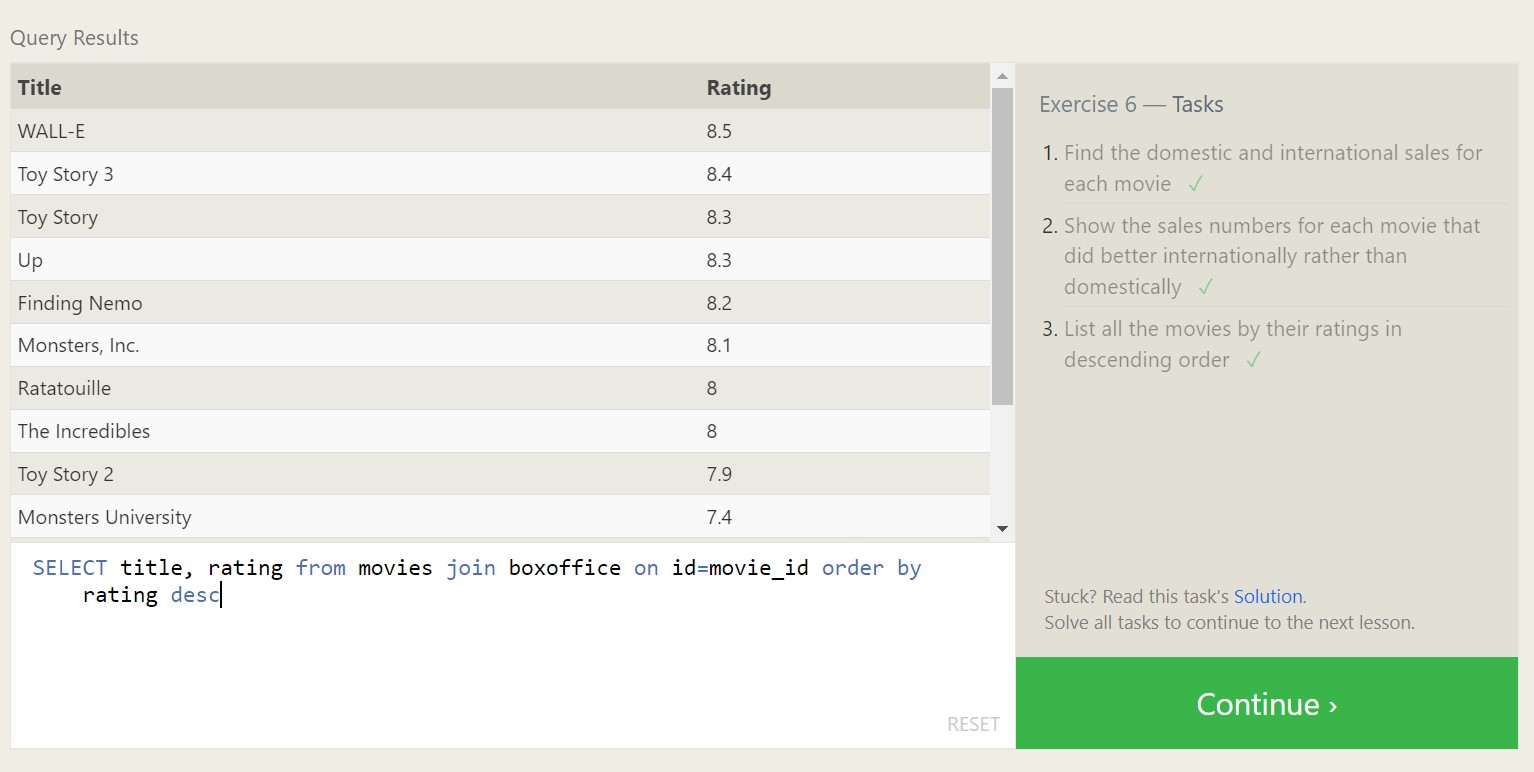 Query Results
Title Rating
WALL-E 8.5
Toy Story 3 8.4
Toy Story 8.3
Up 8.3
Finding Nemo 8.2
Monsters, Inc. 8.1
Ratatouille 8
The Incredibles 8
Toy Story 2 7.9
Monsters University 7.4
SELECT title, rating from movies join boxoffice on id=movie_id order by
rating desc
RESET
Exercise 6 — Tasks
1. Find the domestic and international sales for
each movie ✓
2. Show the sales numbers for each movie that
did better internationally rather than
domestically ✓
3. List all the movies by their ratings in
descending order ✓
Stuck? Read this task's Solution.
Solve all tasks to continue to the next lesson.
Continue ›